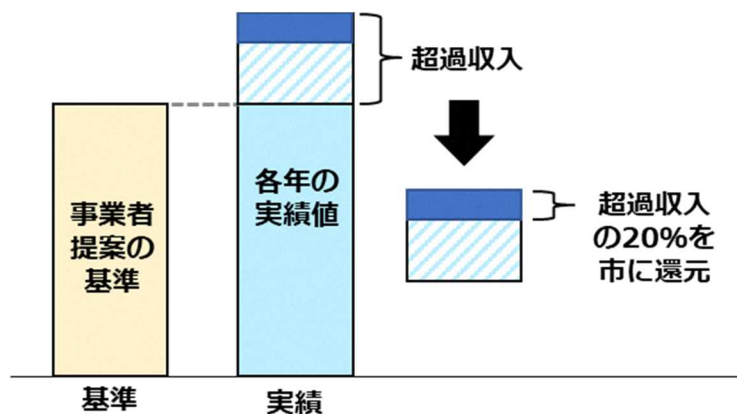 超過収入
事業者
提案の
基準
各年の
実績値
超過収入
の20%を
市に還元
基準
実績